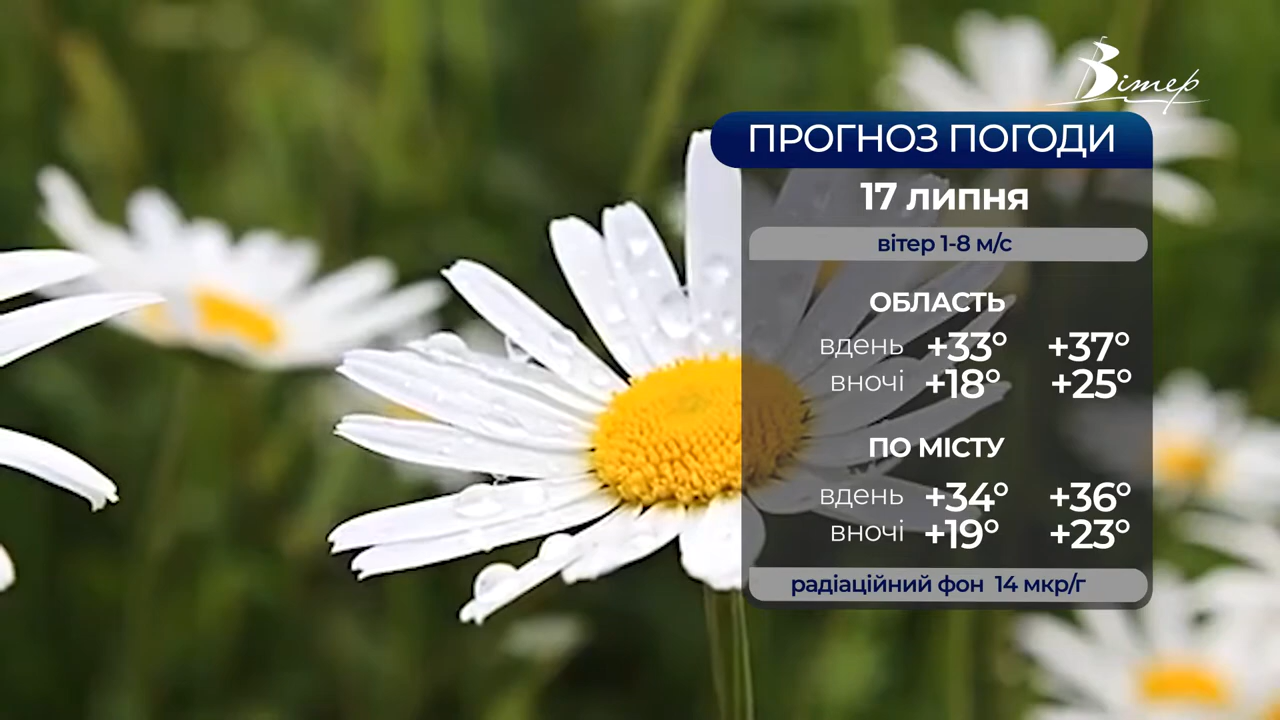 Вітер
ПРОГНОЗ ПОГОДИ
17 липня
вітер 1-8 м/с
ОБЛАСТЬ
вдень +33° +37°
вночі +18° +25°
ПО МІСТУ
вдень +34° +36°
вночі +19° +23°
радіаційний фон 14 мкр/г